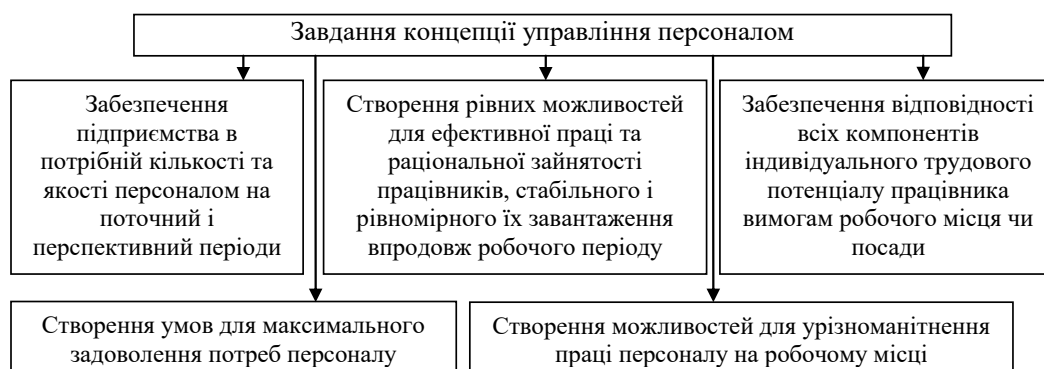 Завдання концепції управління персоналом
Забезпечення
підприємства в
потрібній кількості та
якості персоналом на
поточний і
перспективний періоди
Створення рівних можливостей
для ефективної праці та
раціональної зайнятості
працівників, стабільного і
рівномірного їх завантаження
впродовж робочого періоду
Забезпечення відповідності
всіх компонентів
індивідуального трудового
потенціалу працівника
вимогам робочого місця чи
посади
Створення умов для максимального
задоволення потреб персоналу
Створення можливостей для урізноманітнення
праці персоналу на робочому місці